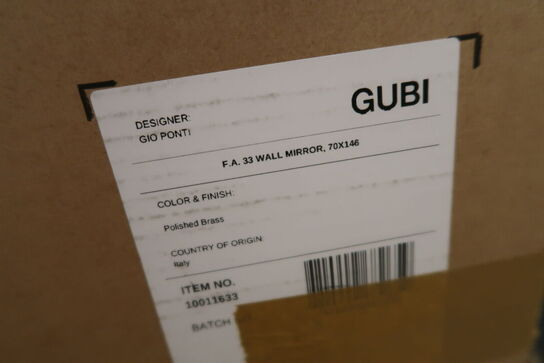 GUBI
DESIGNER:
GIO PONTI
F.A. 33 WALL MIRROR, 70X146
COLOR & FINISH:
Polished Brass
COUNTRY OF ORIGIN:
Italy
ITEM NO.
10011633
BATCH